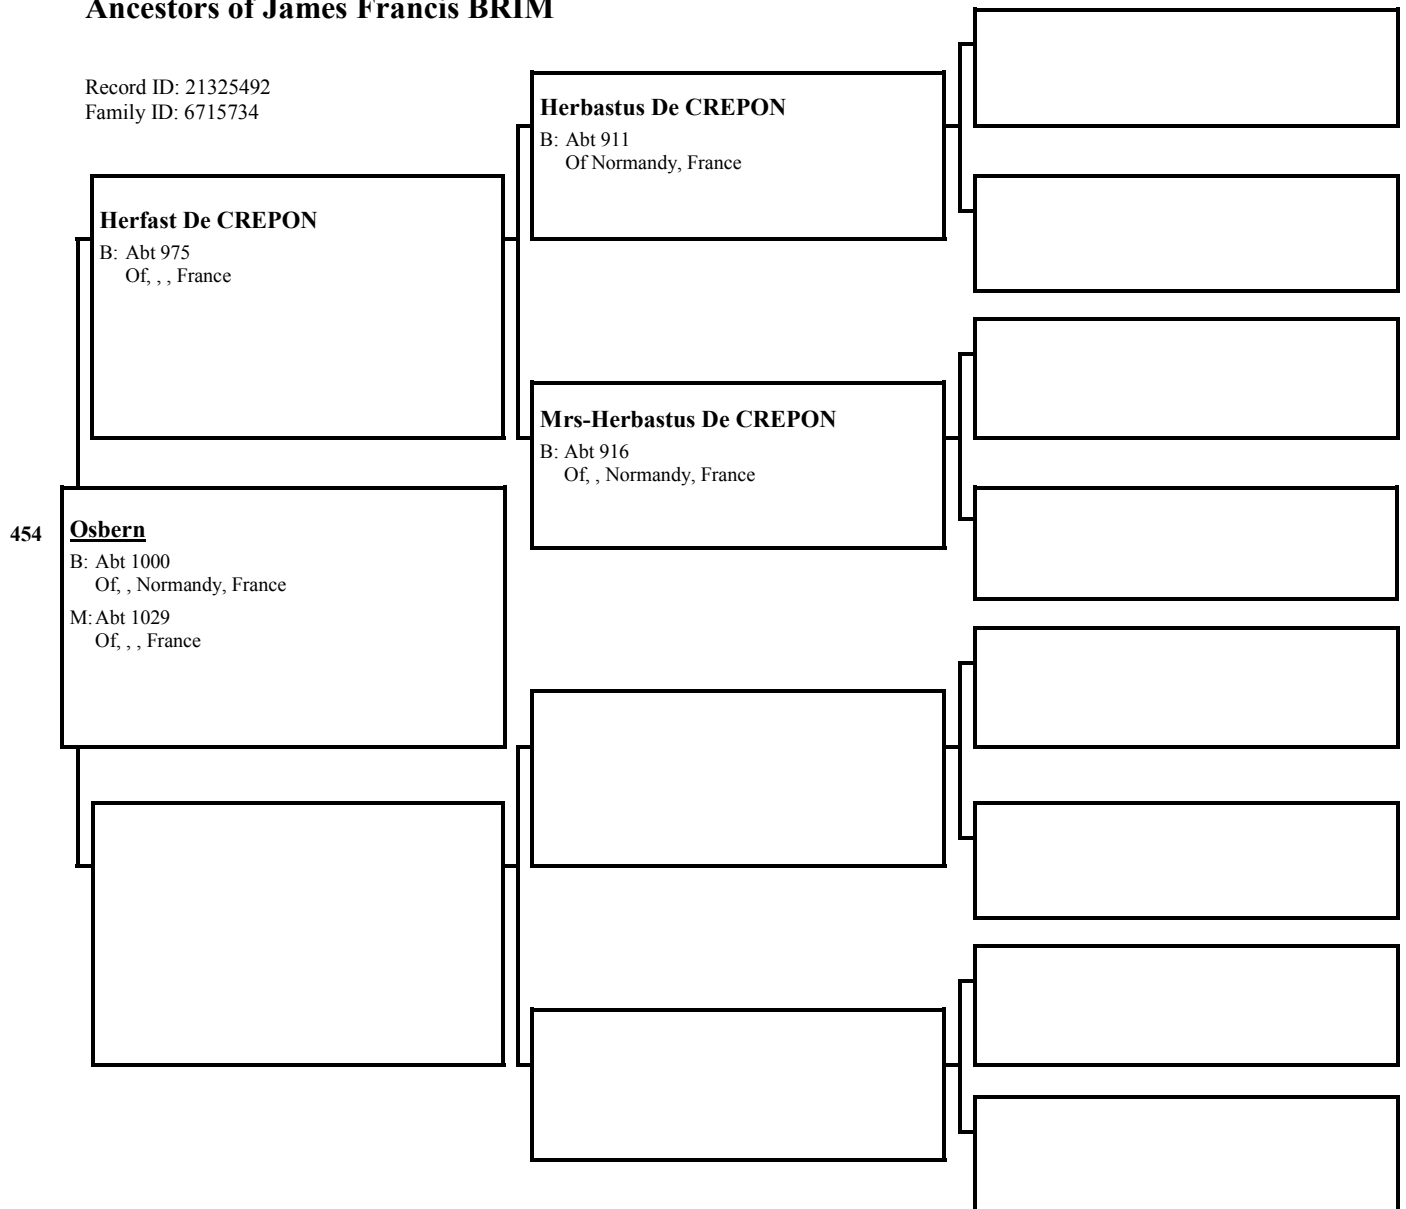 Ancestors of James Francis BRIM
Record ID: 21325492
Family ID: 6715734
Herbastus De CREPON
B: Abt 911
Of Normandy, France
Herfast De CREPON
B: Abt 975
Of, , , France
Mrs-Herbastus De CREPON
B: Abt 916
Of, , Normandy, France
454
Osbern
B: Abt 1000
Of, , Normandy, France
M: Abt 1029
Of, , , France